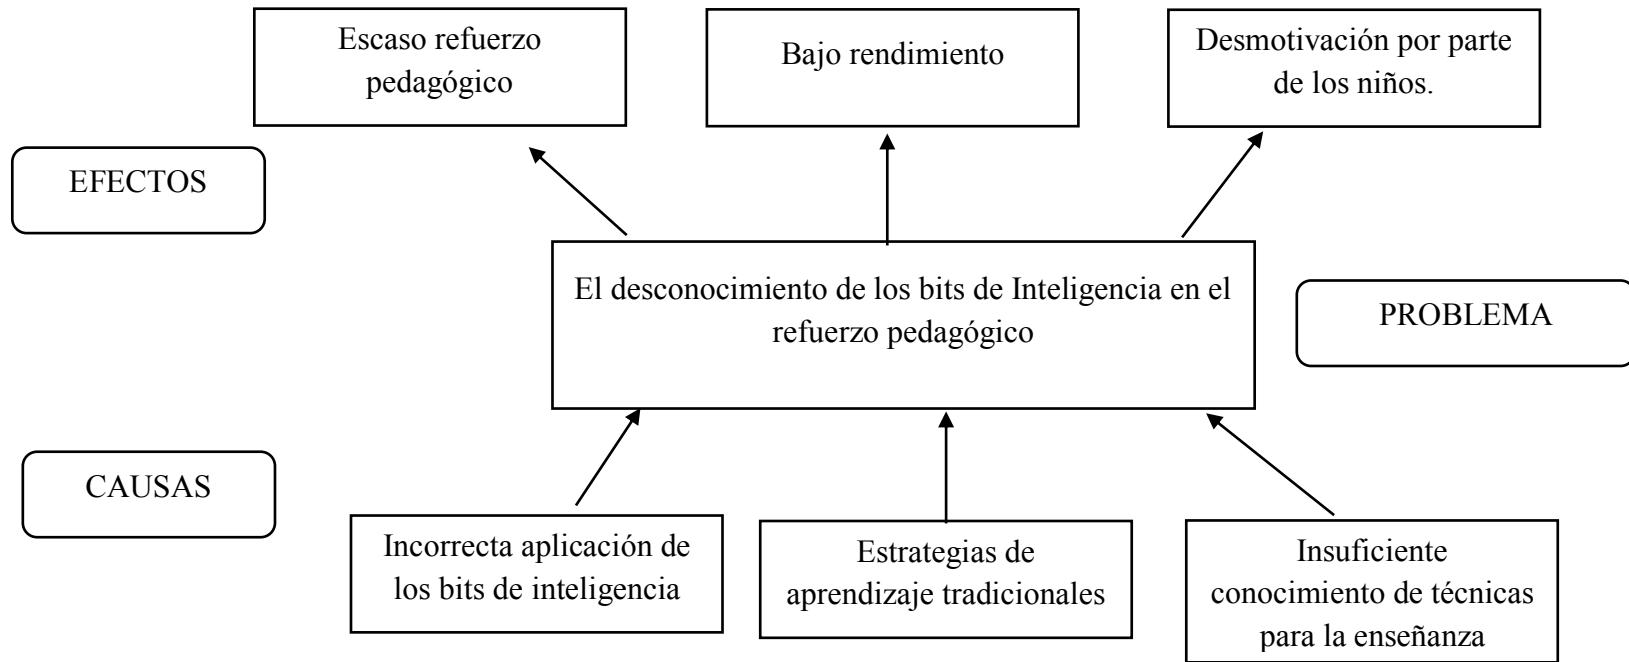 Escaso refuerzo
pedagógico
Bajo rendimiento
Desmotivación por parte
de los niños.
EFECTOS
El desconocimiento de los bits de Inteligencia en el
refuerzo pedagógico
PROBLEMA
CAUSAS
Incorrecta aplicación de
los bits de inteligencia
Estrategias de
aprendizaje tradicionales
Insuficiente
conocimiento de técnicas
para la enseñanza